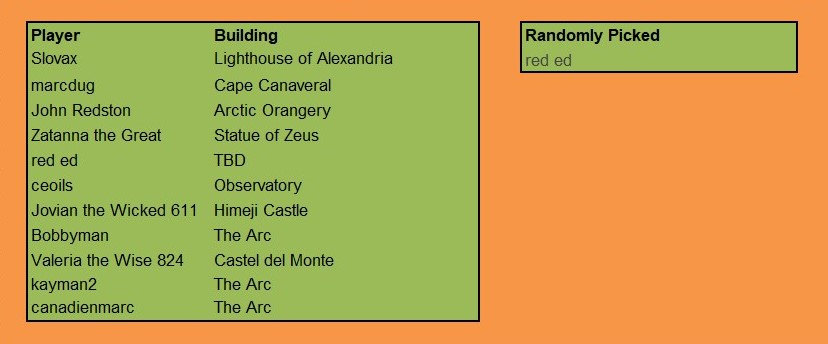 Player Building
Slovax Lighthouse of Alexandria
marcdug Cape Canaveral
John Redston Arctic Orangery
Zatanna the Great Statue of Zeus
red ed TBD
ceoils Observatory
Jovian the Wicked 611 Himeji Castle
Bobbyman The Arc
Valeria the Wise 824 Castel del Monte
kayman2 The Arc
canadienmarc The Arc
Randomly Picked
red ed